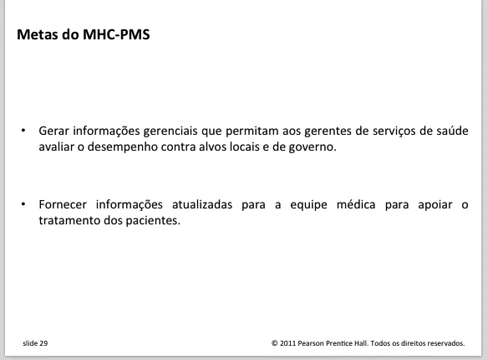 Metas do MHC-PMS
• Gerar informações gerenciais que permitam aos gerentes de serviços de saúde
avaliar o desempenho contra alvos locais e de governo.
• Fornecer informações atualizadas para a equipe médica para apoiar o
tratamento dos pacientes.
slide 29
© 2011 Pearson Prentice Hall. Todos os direitos reservados.